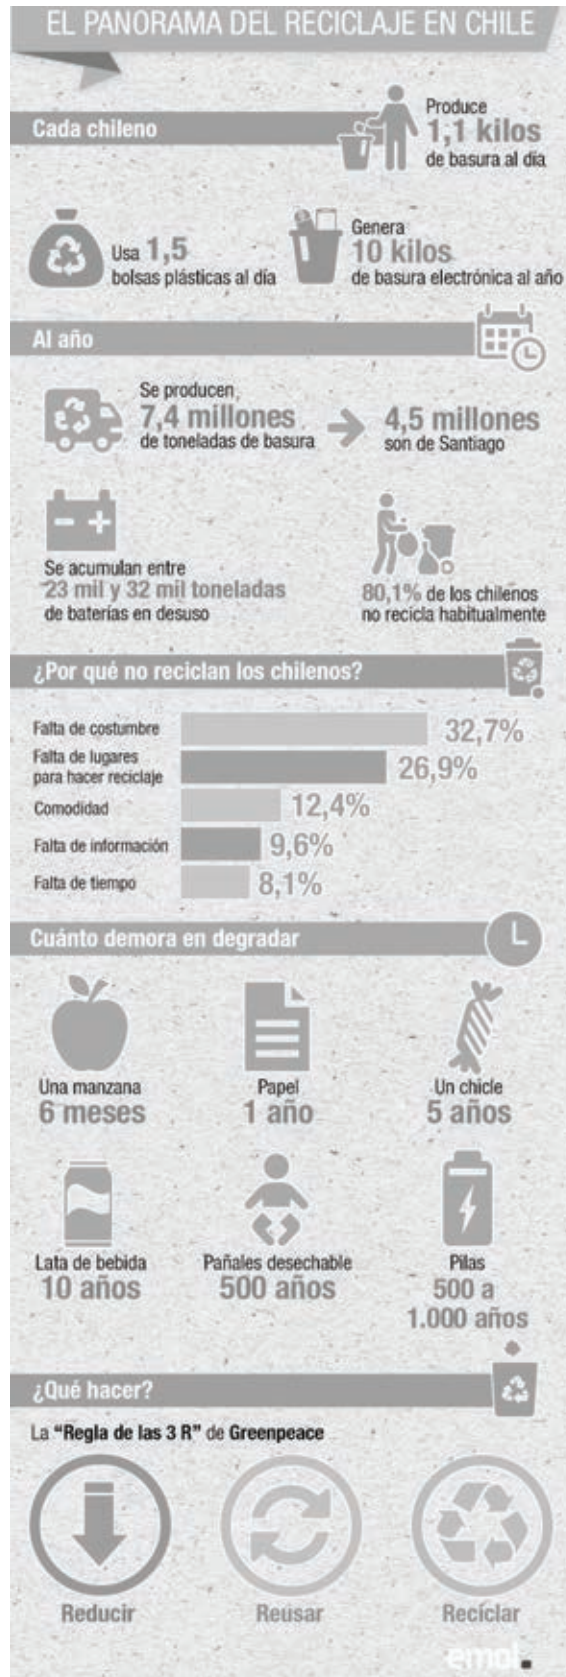 EL PANORAMA DEL RECICLAJE EN CHILE
Cada chileno
Produce
1,1 kilos
de basura al día
Usa 1,5
bolsas plásticas al día
Genera
10 kilos
de basura electrónica al año
Al año
Se producen
7,4 millones
de toneladas de basura
4,5 millones
son de Santiago
Se acumulan entre
23 mil y 32 mil toneladas
de baterías en desuso
80,1% de los chilenos
no recicla habitualmente
¿Por qué no reciclan los chilenos?
Falta de costumbre 32,7%
Falta de lugares
para hacer reciclaje 26,9%
Comodidad 12,4%
Falta de información 9,6%
Falta de tiempo 8,1%
Cuánto demora en degradar
Una manzana
6 meses
Papel
1 año
Un chicle
5 años
Lata de bebida
10 años
Pañales desechable
500 años
Pilas
500 a
1.000 años
¿Qué hacer?
La "Regla de las 3 R" de Greenpeace
Reducir
Reusar
Reciclar
emol.